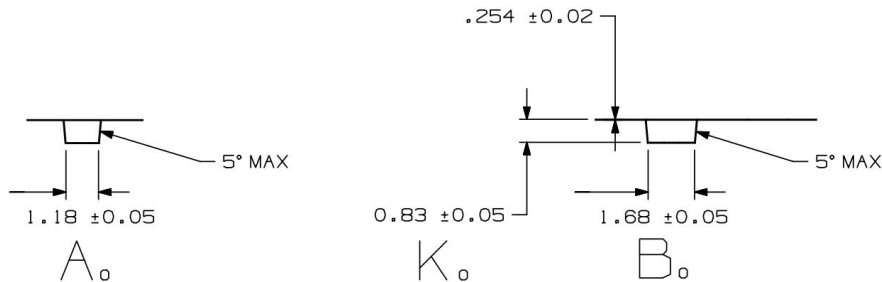 .254 ±0.02
5° MAX
5° MAX
1.18 ±0.05
0.83 ±0.05
1.68 ±0.05
Ao
Ko
Bo